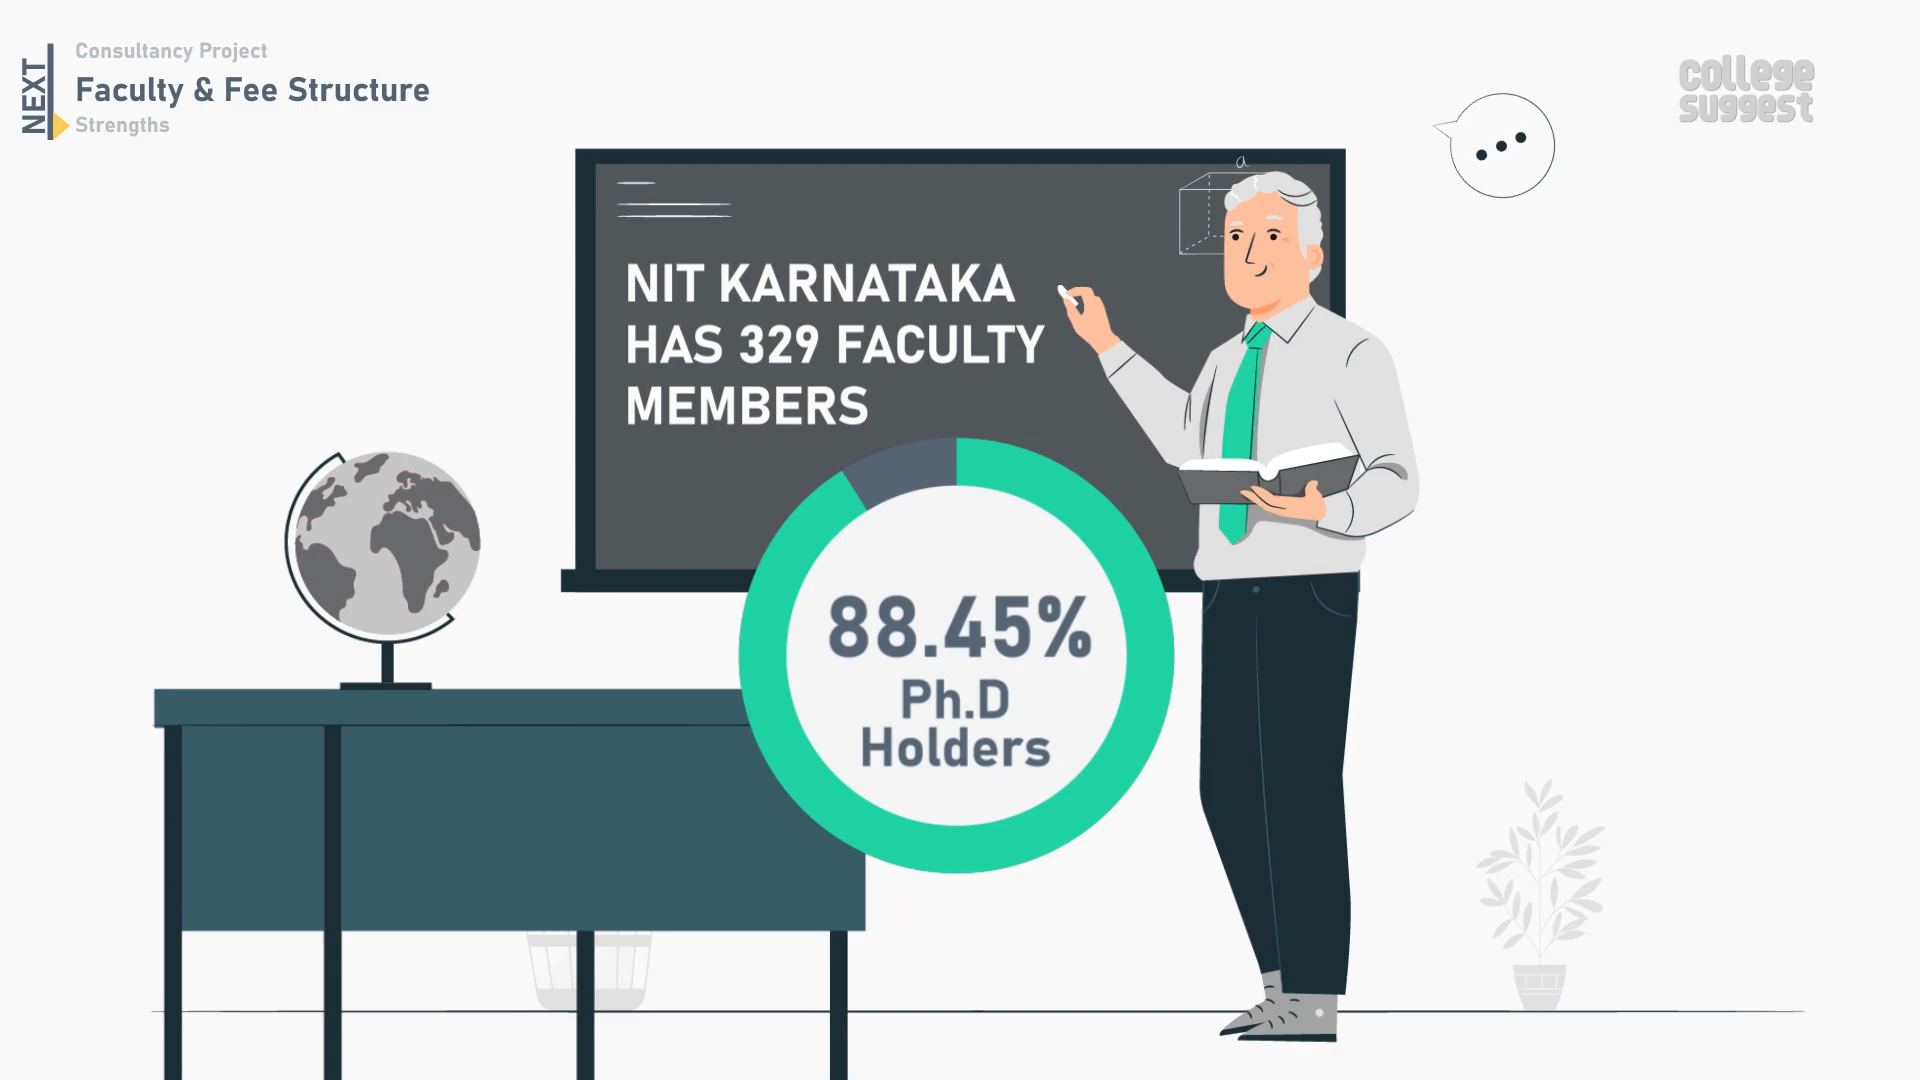 NEXT
Consultancy Project
Faculty & Fee Structure
Strengths
college
suggest
a
NIT KARNATAKA
HAS 329 FACULTY
MEMBERS
88.45%
Ph.D
Holders